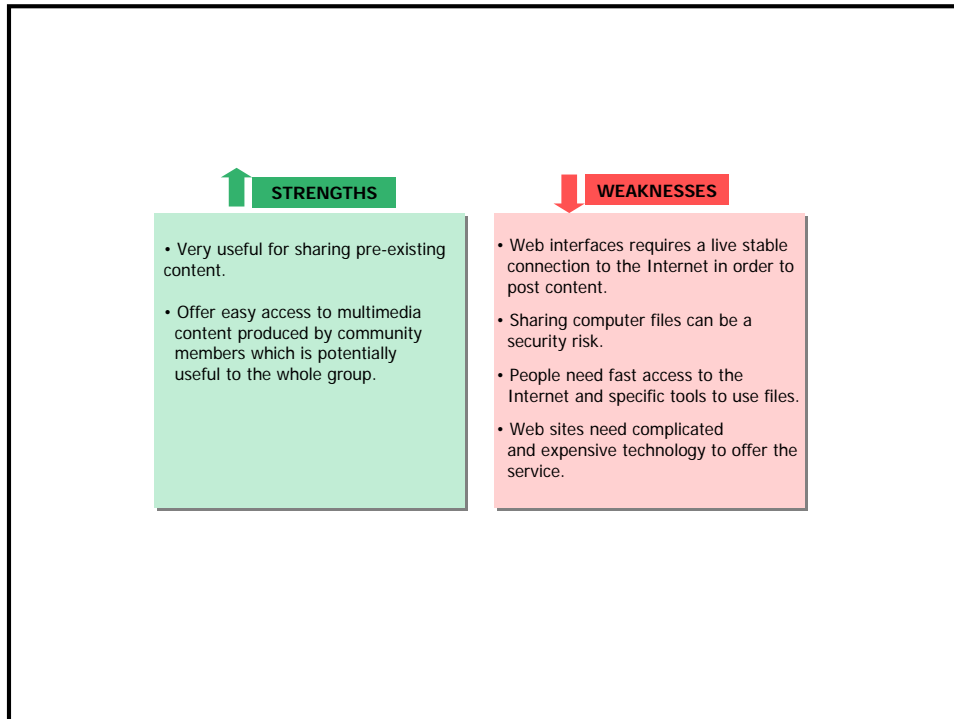 STRENGTHS
• Very useful for sharing pre-existing
content.
• Offer easy access to multimedia
content produced by community
members which is potentially
useful to the whole group.
WEAKNESSES
• Web interfaces requires a live stable
connection to the Internet in order to
post content.
• Sharing computer files can be a
security risk.
• People need fast access to the
Internet and specific tools to use files.
• Web sites need complicated
and expensive technology to offer the
service.